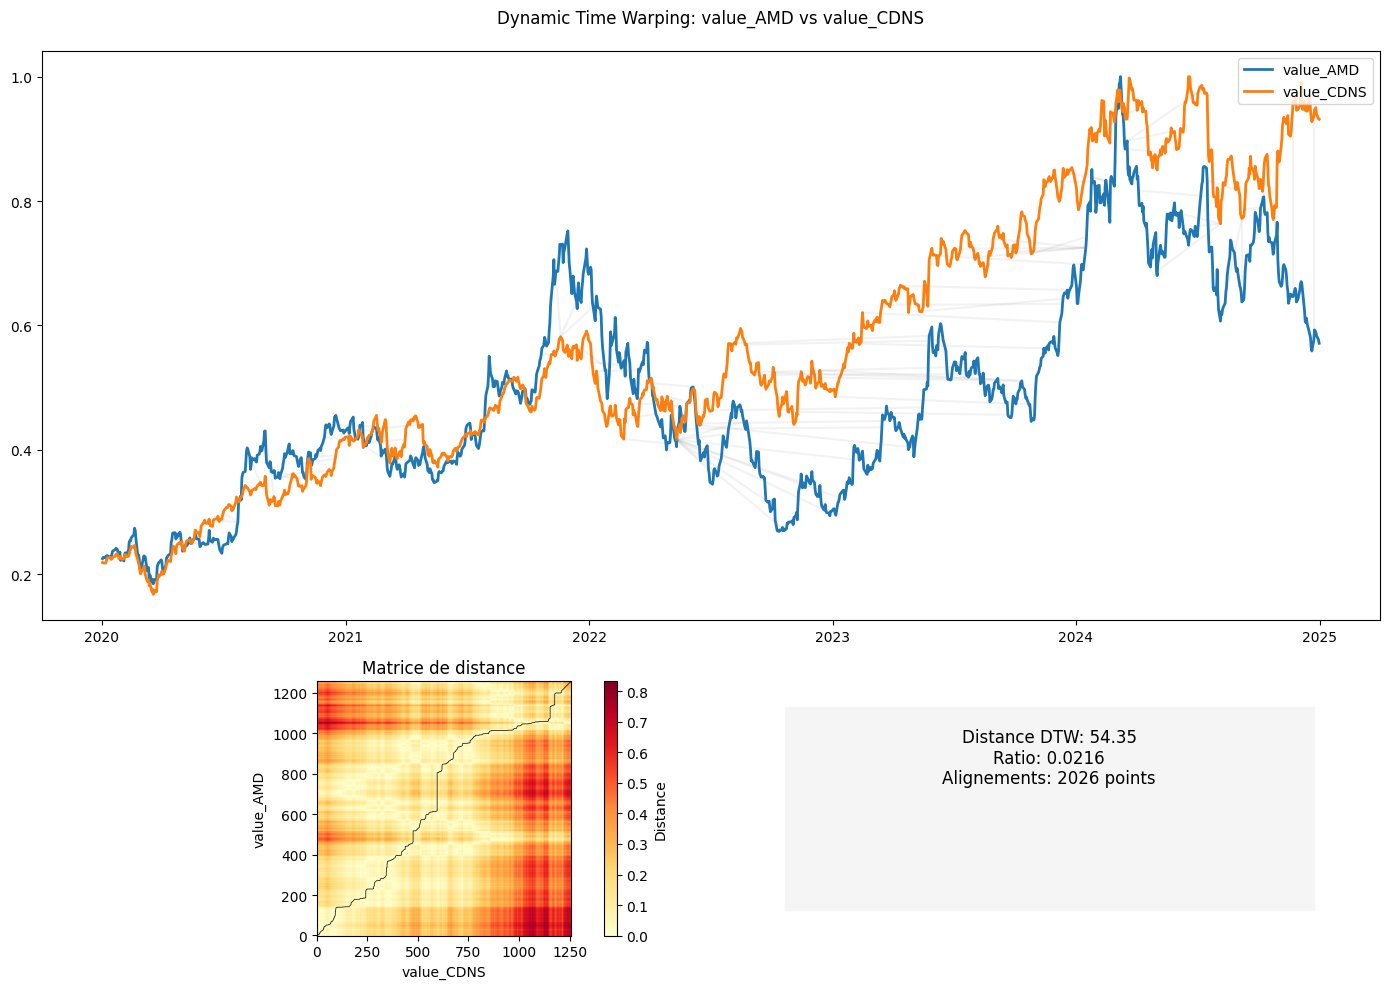 Dynamic Time Warping: value_AMD vs value_CDNS
1.0
0.8
0.6
0.4
0.2
value_AMD
value_CDNS
2020 2021 2022 2023 2024 2025
Matrice de distance
value_AMD
1200
1000
800
600
400
200
0
0 250 500 750 1000 1250
value_CDNS
0.8
0.7
0.6
0.5
0.4
0.3
0.2
0.1
0.0
Distance
Distance DTW: 54.35
Ratio: 0.0216
Alignements: 2026 points